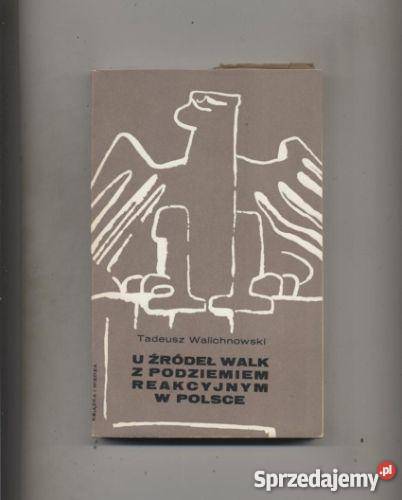 Tadeusz Walichnowski
U ŹRÓDEŁ WALK
Z PODZIEMIEM
REAKCYJNYM
W POLSCE
KSIĄŻKA I WIEDZA
Sprzedajemy.pl